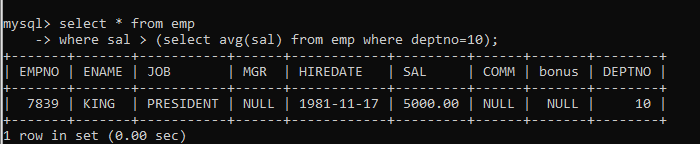 mysql> select * from emp
    -> where sal > (select avg(sal) from emp where deptno=10);
+-------+-------+-----------+------+------------+---------+------+-------+--------+
| EMPNO | ENAME | JOB       | MGR  | HIREDATE   | SAL     | COMM | bonus | DEPTNO |
+-------+-------+-----------+------+------------+---------+------+-------+--------+
|  7839 | KING  | PRESIDENT | NULL | 1981-11-17 | 5000.00 | NULL |  NULL |     10 |
+-------+-------+-----------+------+------------+---------+------+-------+--------+
1 row in set (0.00 sec)